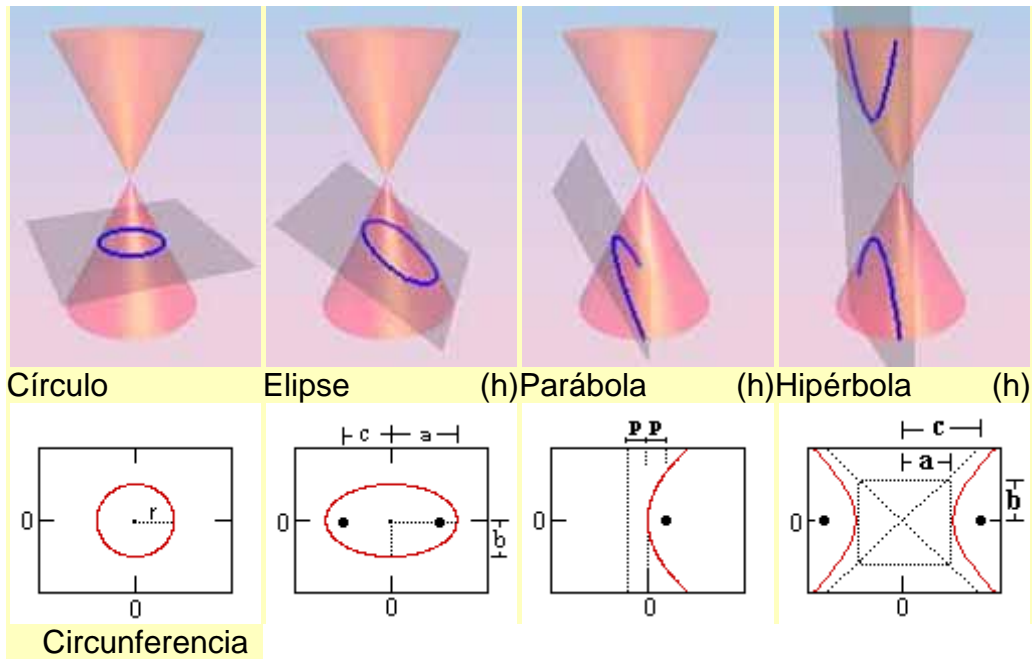 Círculo Elipse (h) Parábola (h) Hipérbola (h)
c a
p p
c
a
r
b
b
0 0 0 0
0 0 0 0
Circunferencia